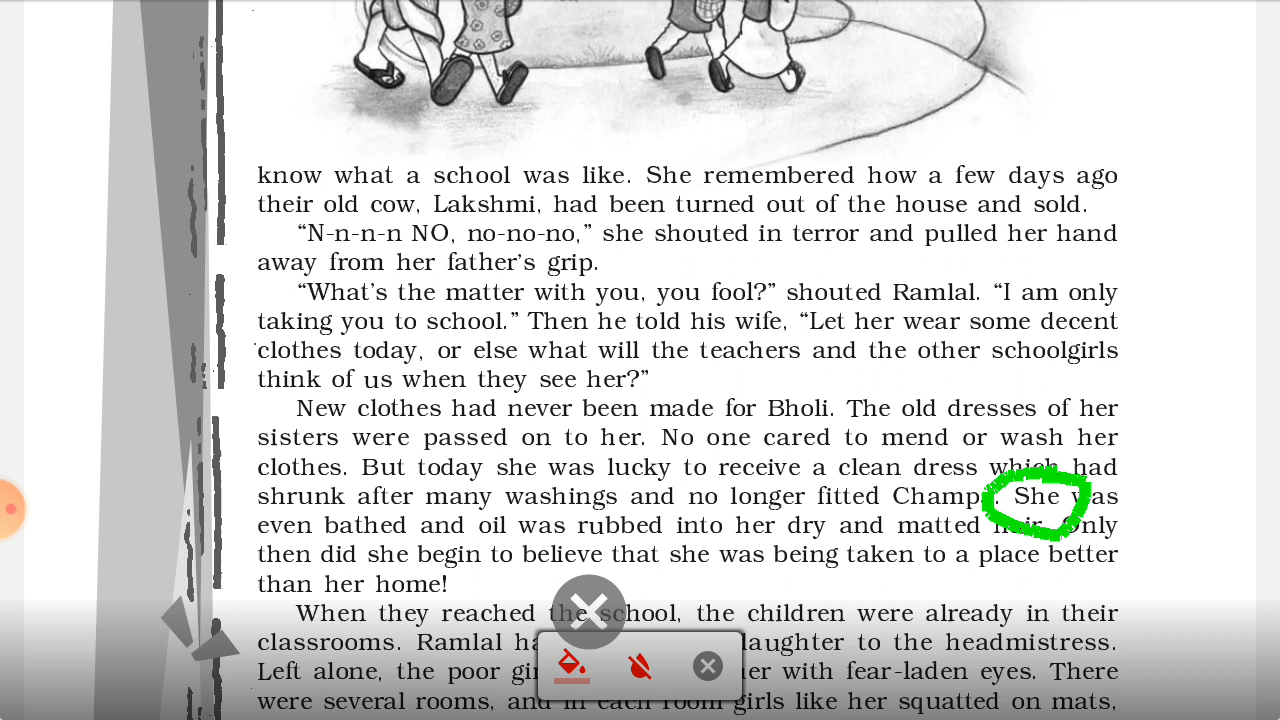 know what a school was like. She remembered how a few days ago
their old cow, Lakshmi, had been turned out of the house and sold.
“N-n-n-n NO, no-no-no,” she shouted in terror and pulled her hand
away from her father’s grip.
“What’s the matter with you, you fool?” shouted Ramlal. “I am only
taking you to school.” Then he told his wife, “Let her wear some decent
clothes today, or else what will the teachers and the other schoolgirls
think of us when they see her?”
New clothes had never been made for Bholi. The old dresses of her
sisters were passed on to her. No one cared to mend or wash her
clothes. But today she was lucky to receive a clean dress which had
shrunk after many washings and no longer fitted Champa. She was
even bathed and oil was rubbed into her dry and matted hair. Only
then did she begin to believe that she was being taken to a place better
than her home!
When they reached the school, the children were already in their
classrooms. Ramlal daughter to the headmistress.
Left alone, the poor with fear-laden eyes. There
were several rooms, and in each room girls like her squatted on mats,